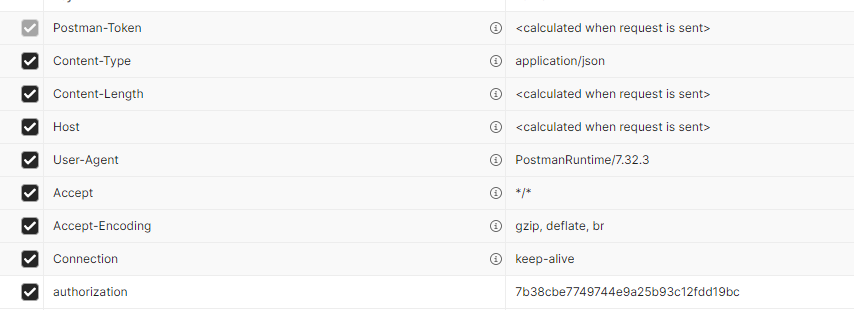 Postman-Token <calculated when request is sent>
Content-Type application/json
Content-Length <calculated when request is sent>
Host <calculated when request is sent>
User-Agent PostmanRuntime/7.32.3
Accept */*
Accept-Encoding gzip, deflate, br
Connection keep-alive
authorization 7b38cbe7749744e9a25b93c12fdd19bc